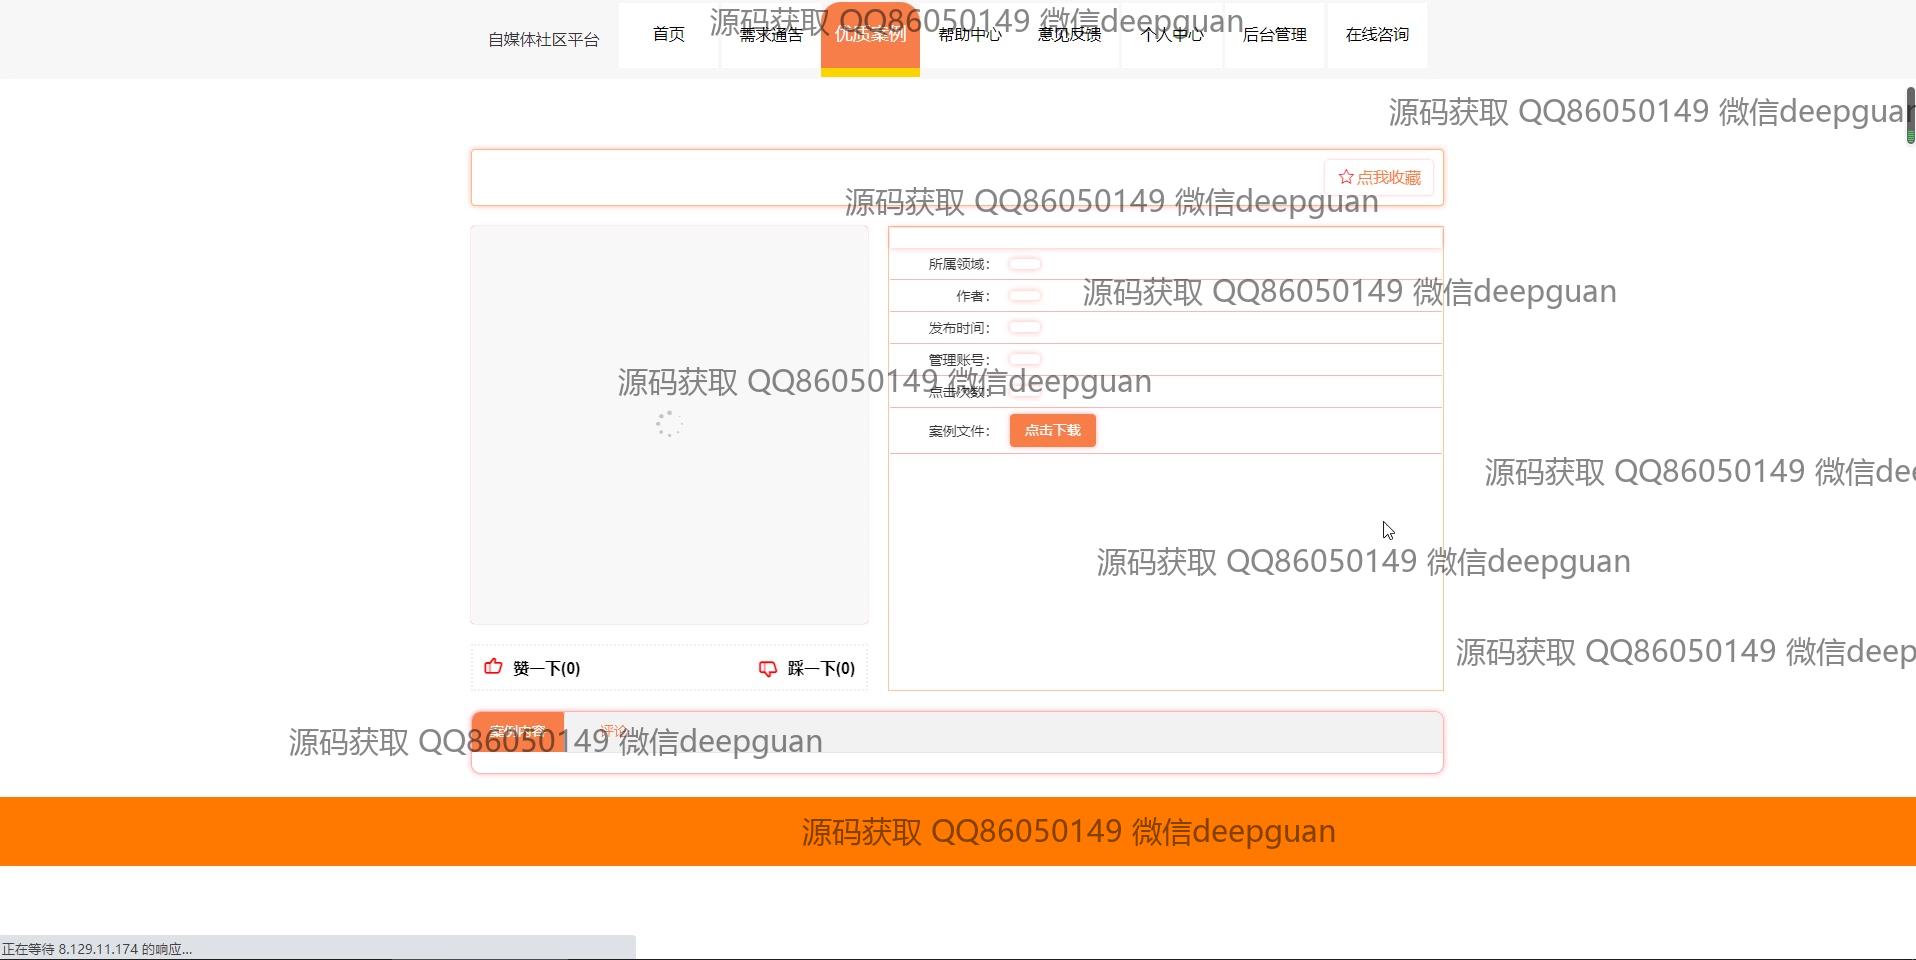 自媒体社区平台
首页
需求通告
优质案例
帮助中心
意见反馈
个人中心
后台管理
在线咨询
源码获取 QQ86050149 微信deepguan
源码获取 QQ86050149 微信deepguan
点我收藏
源码获取 QQ86050149 微信deepguan
所属领域：
作者：
源码获取 QQ86050149 微信deepguan
发布时间：
管理账号：
源码获取 QQ86050149 微信deepguan
点击次数：
案例文件：
点击下载
源码获取 QQ86050149 微信dee
源码获取 QQ86050149 微信deepguan
源码获取 QQ86050149 微信deep
赞一下(0)
踩一下(0)
案例内容
评论
源码获取 QQ86050149 微信deepguan
源码获取 QQ86050149 微信deepguan
正在等待 8.129.11.174 的响应...